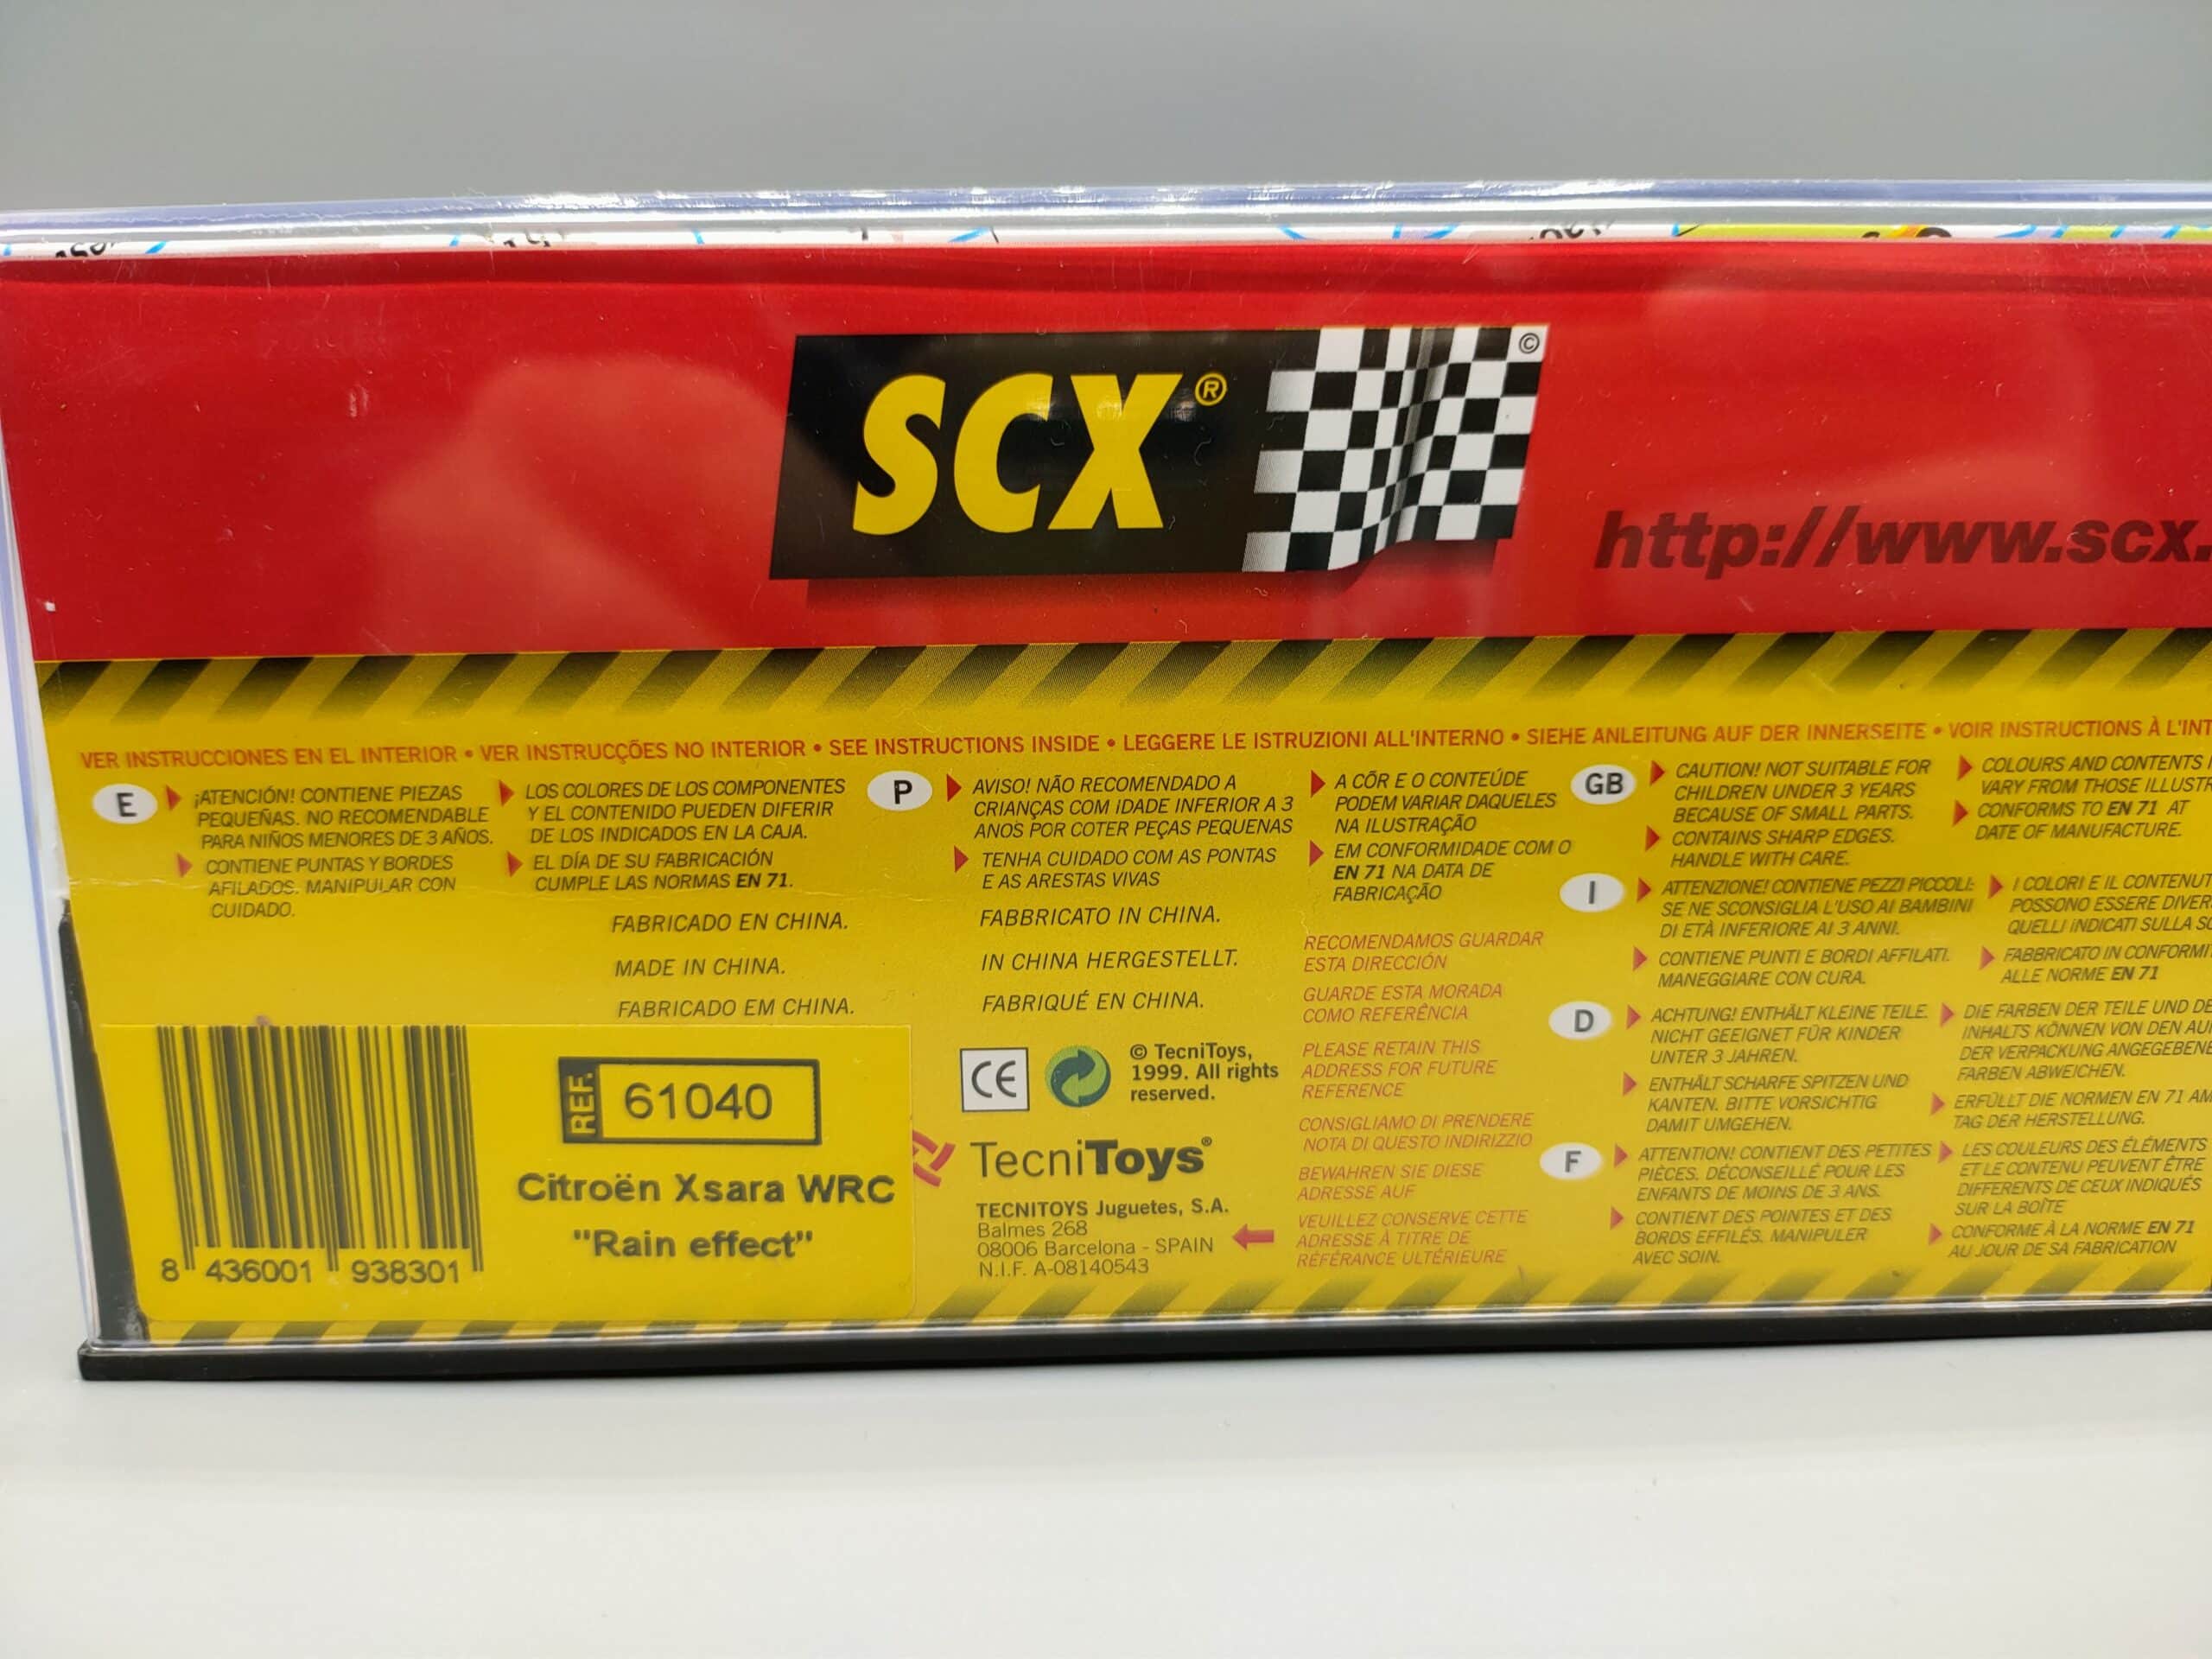 SCX®
©
http://www.scx.
VER INSTRUCCIONES EN EL INTERIOR • VER INSTRUCÇÕES NO INTERIOR • SEE INSTRUCTIONS INSIDE • LEGGERE LE ISTRUZIONI ALL'INTERNO • SIEHE ANLEITUNG AUF DER INNERSEITE • VOIR INSTRUCTIONS À L'INT
E
¡ATENCIÓN! CONTIENE PIEZAS
PEQUEÑAS. NO RECOMENDABLE
PARA NIÑOS MENORES DE 3 AÑOS.
CONTIENE PUNTAS Y BORDES
AFILADOS. MANIPULAR CON
CUIDADO.
LOS COLORES DE LOS COMPONENTES
Y EL CONTENIDO PUEDEN DIFERIR
DE LOS INDICADOS EN LA CAJA.
EL DÍA DE SU FABRICACIÓN
CUMPLE LAS NORMAS EN 71.
P
AVISO! NÃO RECOMENDADO A
CRIANÇAS COM iDADE INFERIOR A 3
ANOS POR COTER PEÇAS PEQUENAS
TENHA CUIDADO COM AS PONTAS
E AS ARESTAS VIVAS
A CÕR E O CONTEÚDE
PODEM VARIAR DAQUELES
NA ILUSTRAÇÃO
EM CONFORMIDADE COM O
EN 71 NA DATA DE
FABRICAÇÃO
GB
CAUTION! NOT SUITABLE FOR
CHILDREN UNDER 3 YEARS
BECAUSE OF SMALL PARTS.
CONTAINS SHARP EDGES.
HANDLE WITH CARE.
COLOURS AND CONTENTS
VARY FROM THOSE ILLUSTR
CONFORMS TO EN 71 AT
DATE OF MANUFACTURE.
I
ATTENZIONE! CONTIENE PEZZI PICCOLI:
SE NE SCONSIGLIA L'USO AI BAMBINI
DI ETÀ INFERIORE AI 3 ANNI.
CONTIENE PUNTI E BORDI AFFILATI.
MANEGGIARE CON CURA.
I COLORI E IL CONTENUT
POSSONO ESSERE DIVER
QUELLI INDICATI SULLA SC
FABBRICATO IN CONFORMI
ALLE NORME EN 71
D
ACHTUNG! ENTHÄLT KLEINE TEILE.
NICHT GEEIGNET FÜR KINDER
UNTER 3 JAHREN.
ENTHÄLT SCHARFE SPITZEN UND
KANTEN. BITTE VORSICHTIG
DAMIT UMGEHEN.
DIE FARBEN DER TEILE UND DE
INHALTS KÖNNEN VON DEN AU
DER VERPACKUNG ANGEGEBENE
FARBEN ABWEICHEN.
ERFÜLLT DIE NORMEN EN 71 AM
TAG DER HERSTELLUNG.
F
ATTENTION! CONTIENT DES PETITES
PIÈCES. DÉCONSEILLÉ POUR LES
ENFANTS DE MOINS DE 3 ANS.
CONTIENT DES POINTES ET DES
BORDS EFFILÉS. MANIPULER
AVEC SOIN.
LES COULEURS DES ÉLÉMENTS
ET LE CONTENU PEUVENT ÊTRE
DIFFERENTS DE CEUX INDIQUÉS
SUR LA BOÎTE
CONFORME À LA NORME EN 71
AU JOUR DE SA FABRICATION
FABRICADO EN CHINA.
MADE IN CHINA.
FABRICADO EM CHINA.
FABBRICATO IN CHINA.
IN CHINA HERGESTELLT.
FABRIQUÉ EN CHINA.
RECOMENDAMOS GUARDAR
ESTA DIRECCIÓN
GUARDE ESTA MORADA
COMO REFERÊNCIA
PLEASE RETAIN THIS
ADDRESS FOR FUTURE
REFERENCE
CONSIGLIAMO DI PRENDERE
NOTA DI QUESTO INDIRIZZIO
BEWAHREN SIE DIESE
ADRESSE AUF
VEUILLEZ CONSERVE CETTE
ADRESSE À TITRE DE
RÉFÉRANCE ULTÉRIEURE
CE
© TecniToys,
1999. All rights
reserved.
TecniToys®
TECNITOYS Juguetes, S.A.
Balmes 268
08006 Barcelona - SPAIN
N.I.F. A-08140543
REF. 61040
Citroën Xsara WRC
"Rain effect"
8 436001 938301